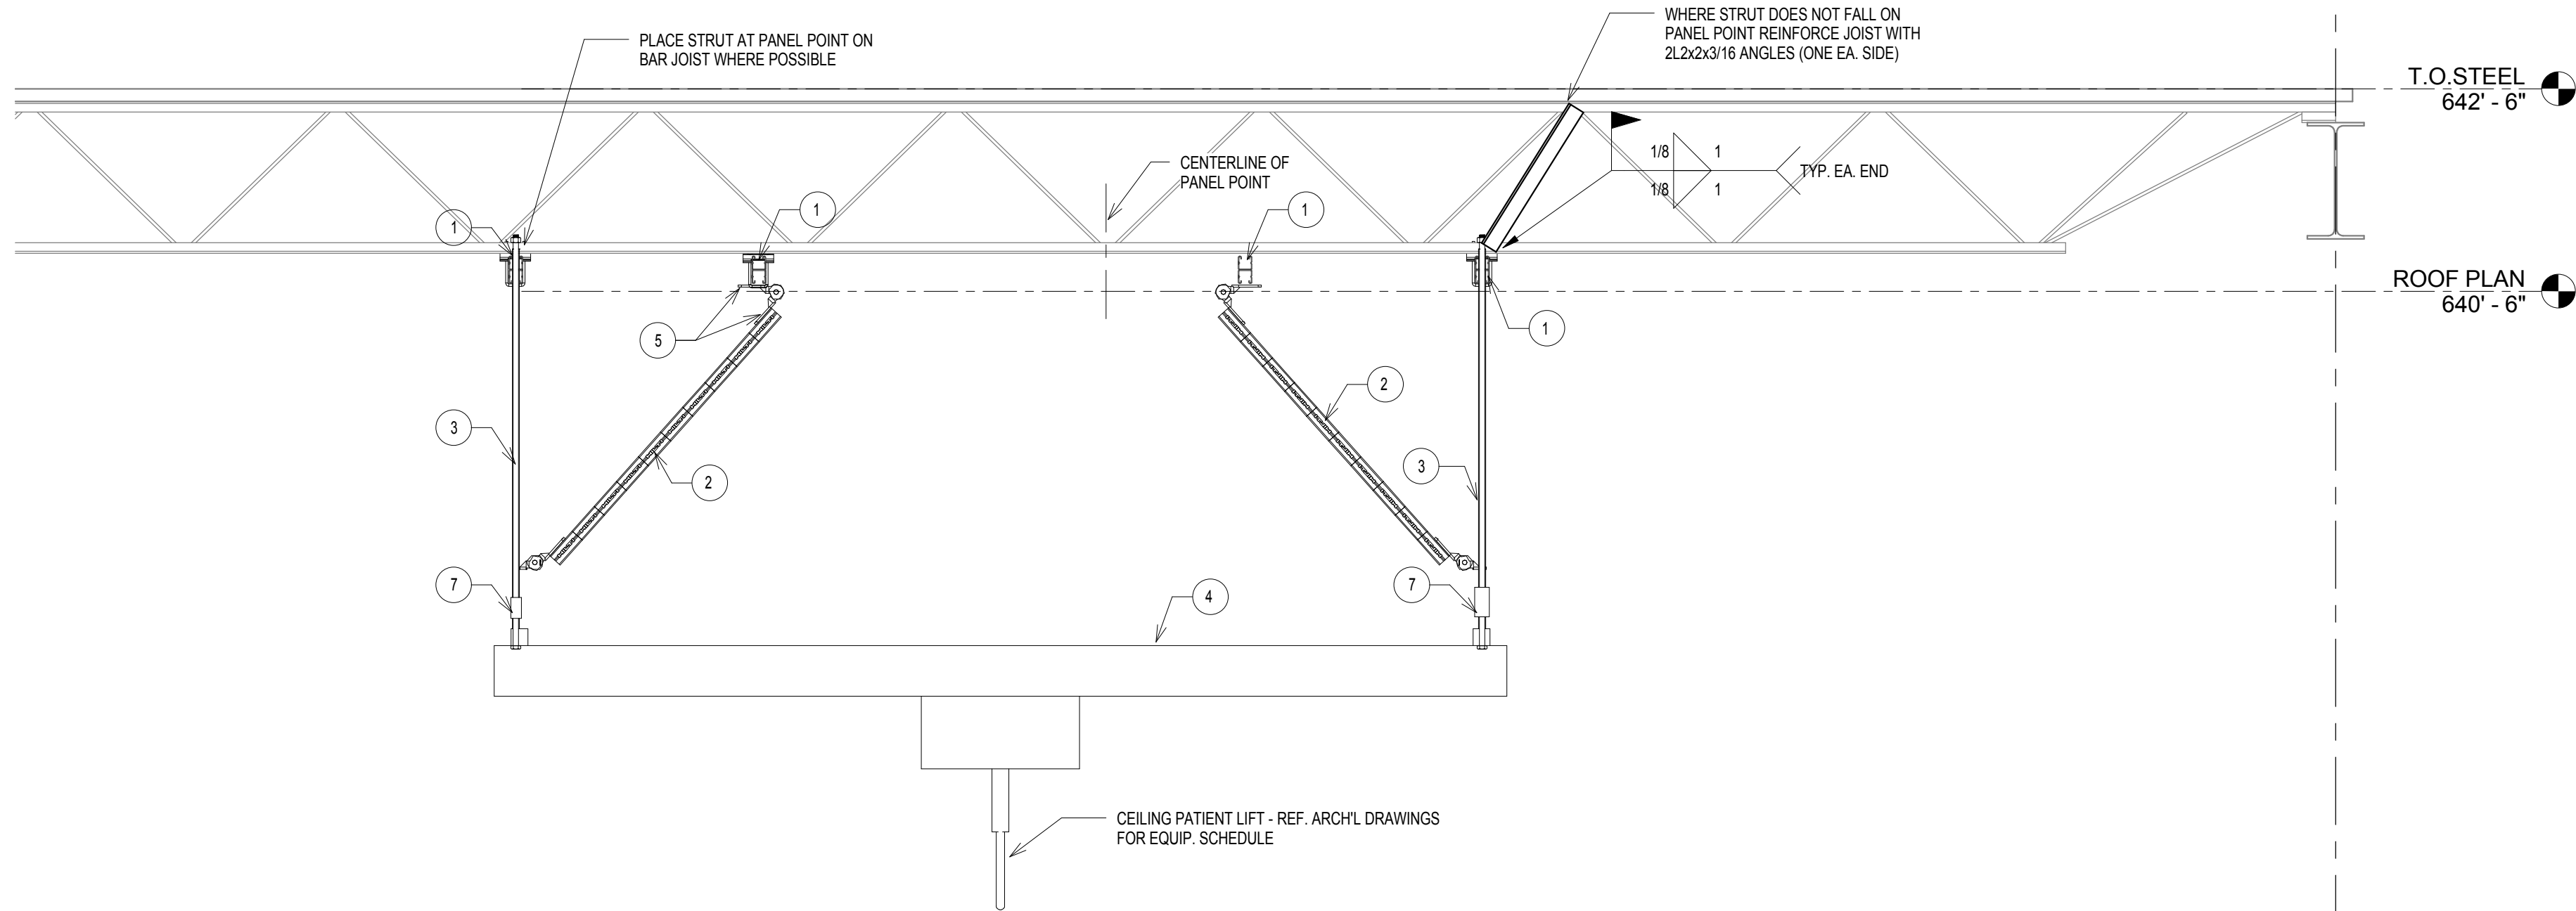 WHERE STRUT DOES NOT FALL ON
PANEL POINT REINFORCE JOIST WITH
2L2x2x3/16 ANGLES (ONE EA. SIDE)
PLACE STRUT AT PANEL POINT ON
BAR JOIST WHERE POSSIBLE
T.O.STEEL
642' - 6"
CENTERLINE OF
PANEL POINT
1/8 1
1/8 1
TYP. EA. END
1
1
1
ROOF PLAN
640' - 6"
1
5
2
3
2
3
7
7
4
CEILING PATIENT LIFT - REF. ARCH'L DRAWINGS
FOR EQUIP. SCHEDULE